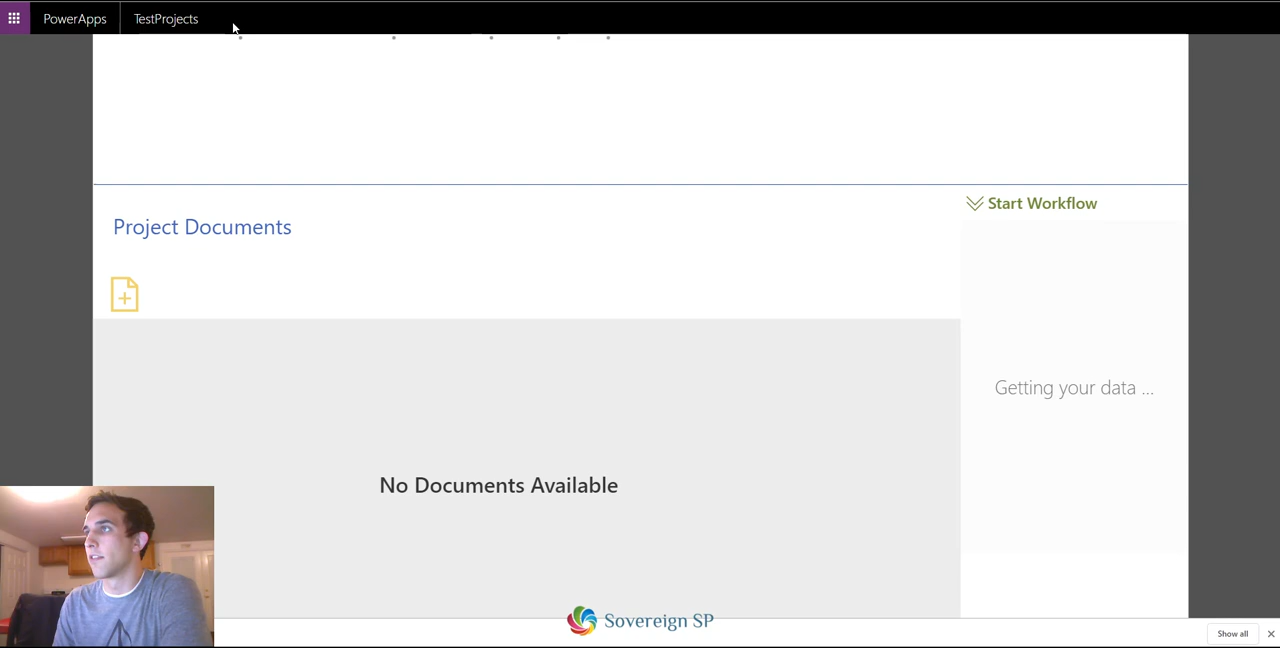 PowerApps TestProjects
Start Workflow
Project Documents
Getting your data ...
No Documents Available
Sovereign SP
Show all